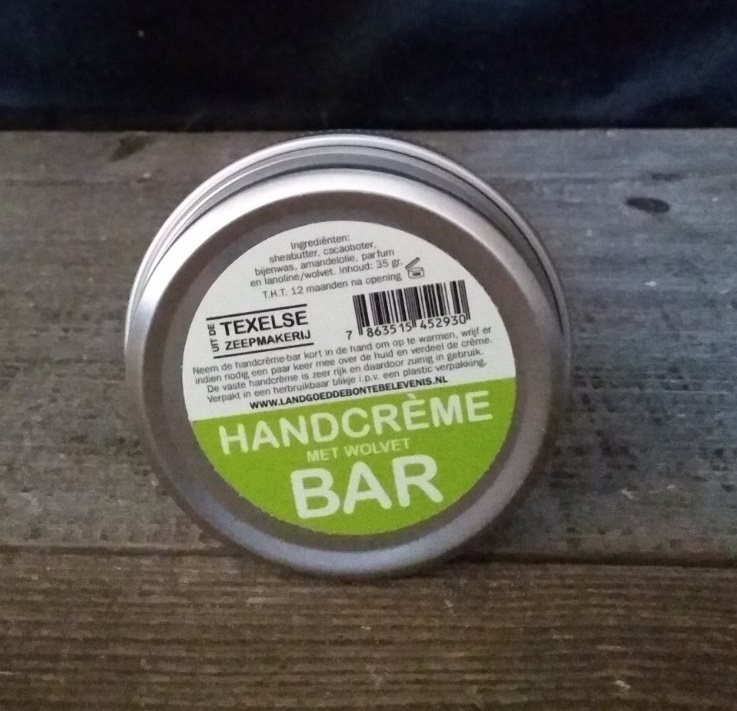 Ingrediënten:
sheabutter, cacaoboter,
bijenwas, amandelolie, parfum
en lanoline/wolvet. Inhoud: 35 gr.
T.H.T. 12 maanden na opening
UIT DE
TEXELSE
ZEEPMAKERIJ
7 863515 452930
Neem de handcrème-bar kort in de hand om op te warmen, wrijf er
indien nodig een paar keer mee over de huid en verdeel de crème.
De vaste handcrème is zeer rijk en daardoor zuinig in gebruik.
Verpakt in een herbruikbaar blikje i.p.v. een plastic verpakking.
WWW.LANDGOEDDEBONTEBELEVENIS.NL
HANDCRÈME
MET WOLVET
BAR